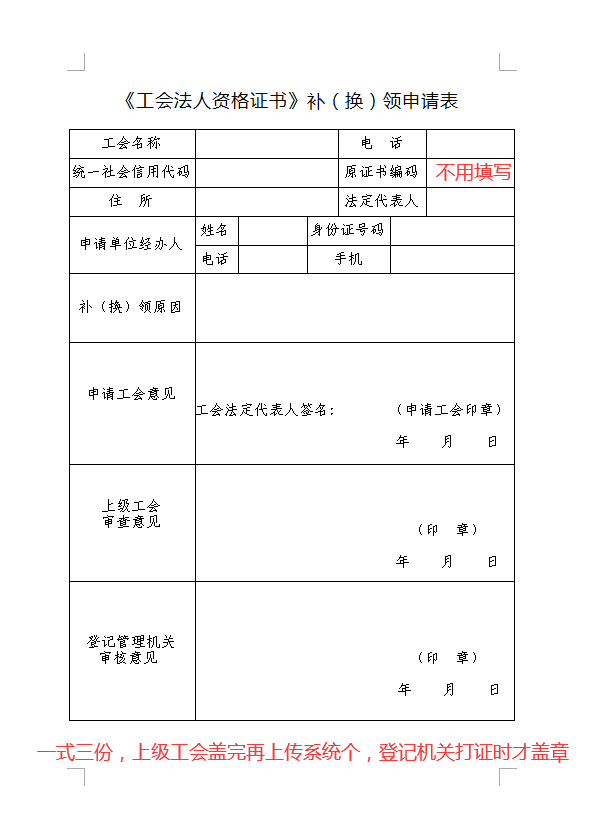 《工会法人资格证书》补（换）领申请表
工会名称 电 话
统一社会信用代码 原证书编码 不用填写
住 所 法定代表人
申请单位经办人 姓名 身份证号码
电话 手机
补（换）领原因
申请工会意见
工会法定代表人签名： （申请工会印章）
年 月 日
上级工会
审查意见
（印 章）
年 月 日
登记管理机关
审核意见
（印 章）
年 月 日
一式三份，上级工会盖完再上传系统个，登记机关打证时才盖章